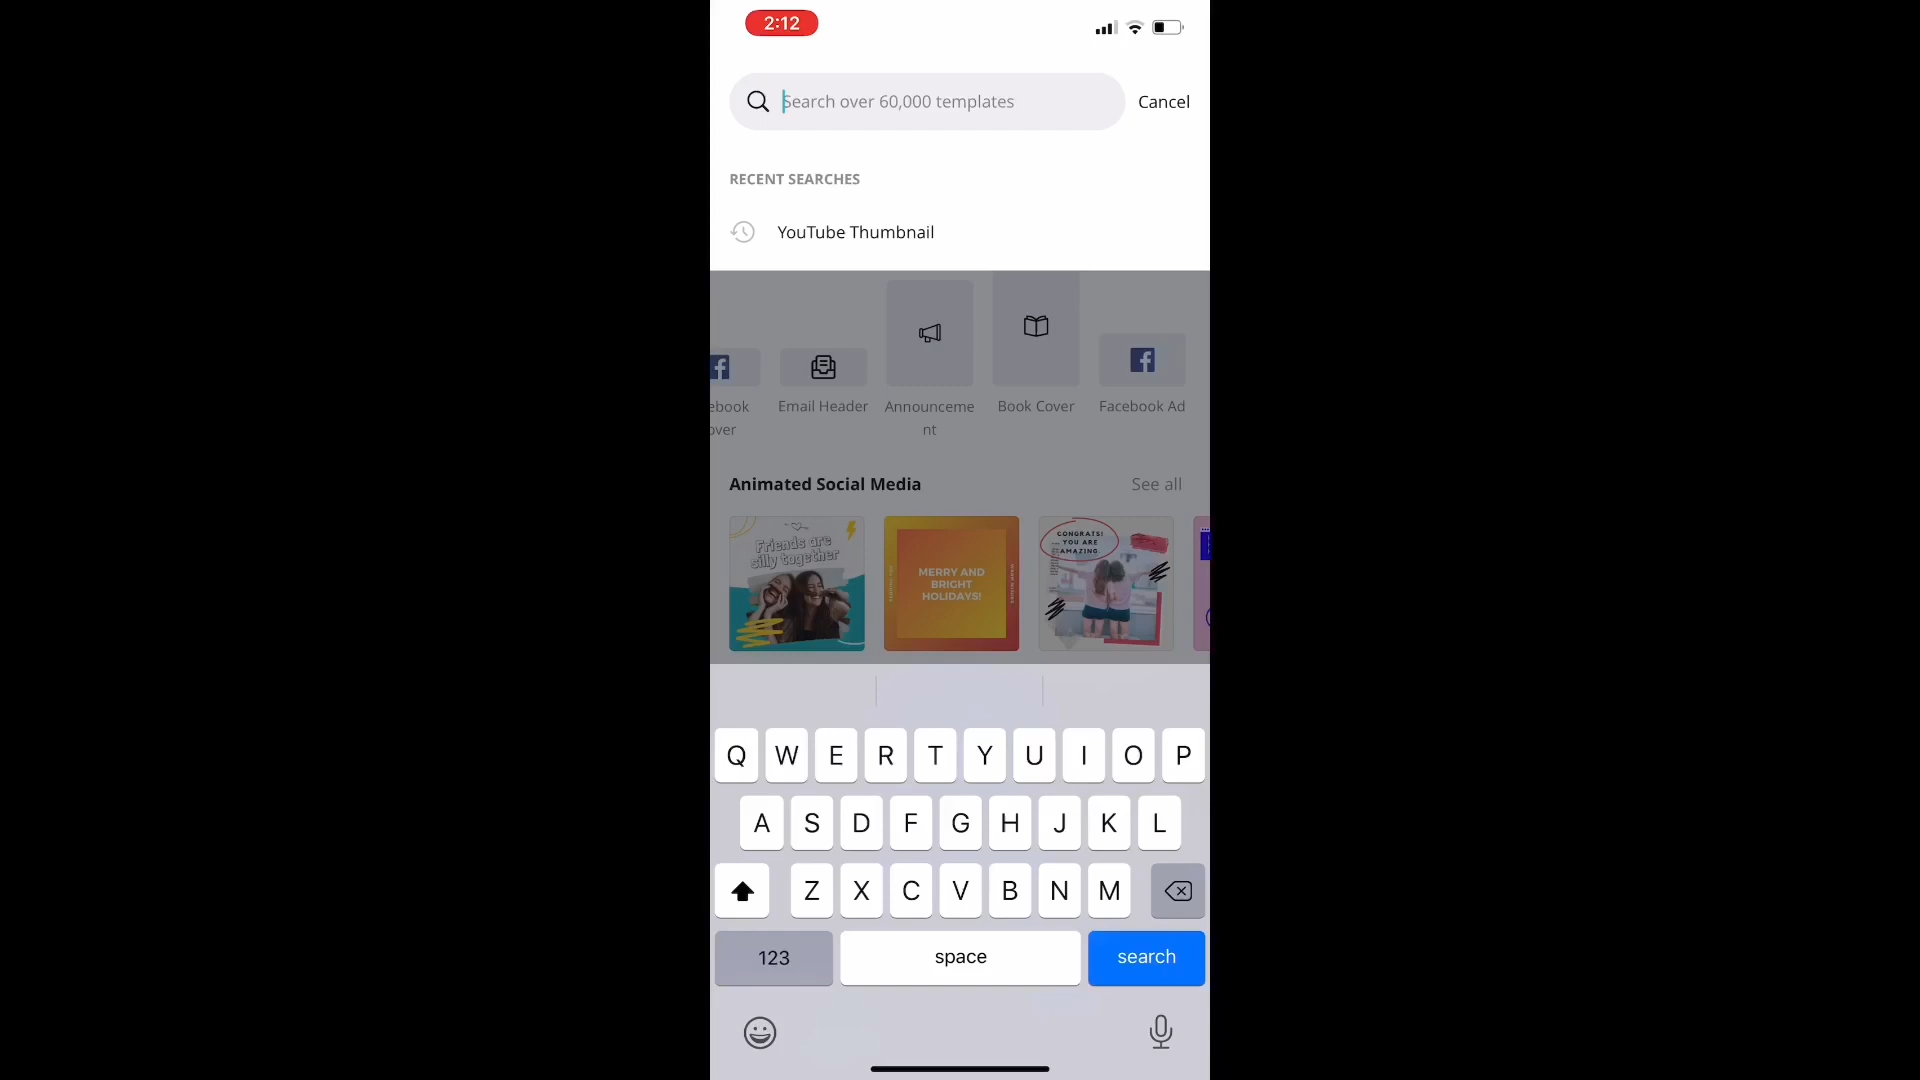 2:12
Search over 60,000 templates
Cancel
RECENT SEARCHES
YouTube Thumbnail
ebook
over
Email Header
Announceme
nt
Book Cover
Facebook Ad
Animated Social Media
See all
Friends are
silly together
MERRY AND
BRIGHT
HOLIDAYS!
CONGRATS!
YOU ARE
AMAZING.
Q W E R T Y U I O P
A S D F G H J K L
Z X C V B N M
123
space
search